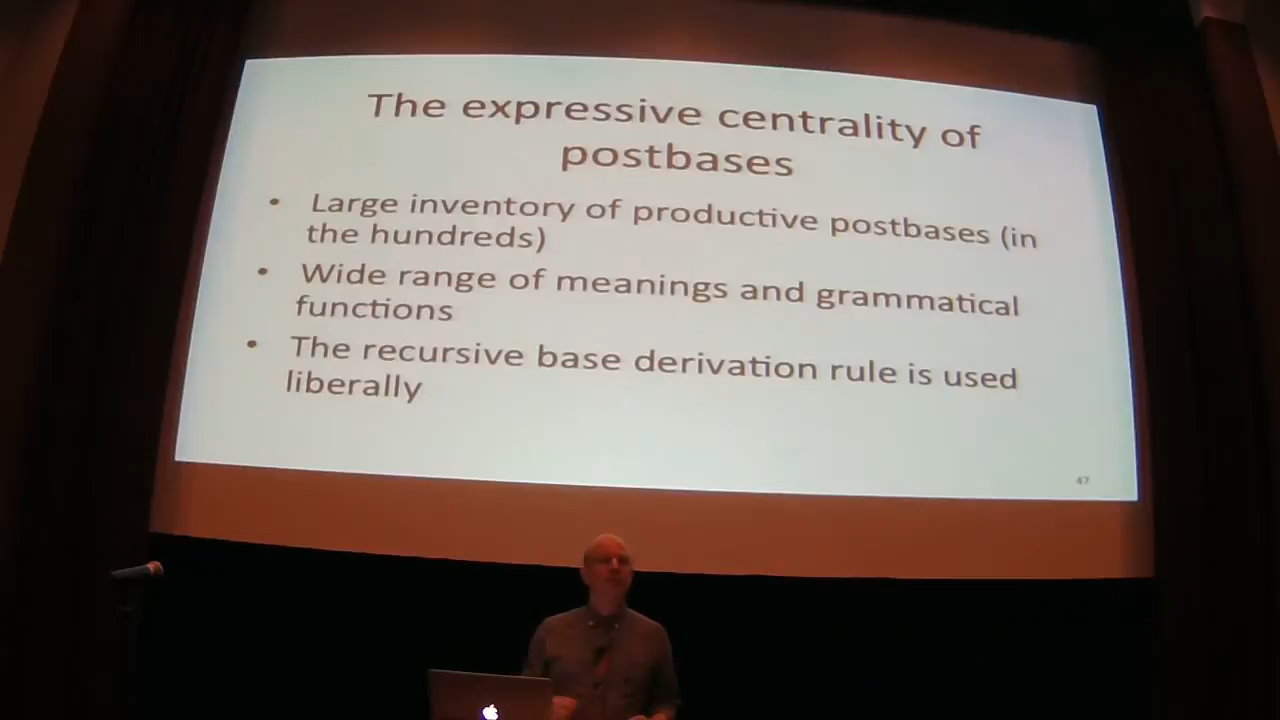 The expressive centrality of
postbases
• Large inventory of productive postbases (in
the hundreds)
• Wide range of meanings and grammatical
functions
• The recursive base derivation rule is used
liberally
47